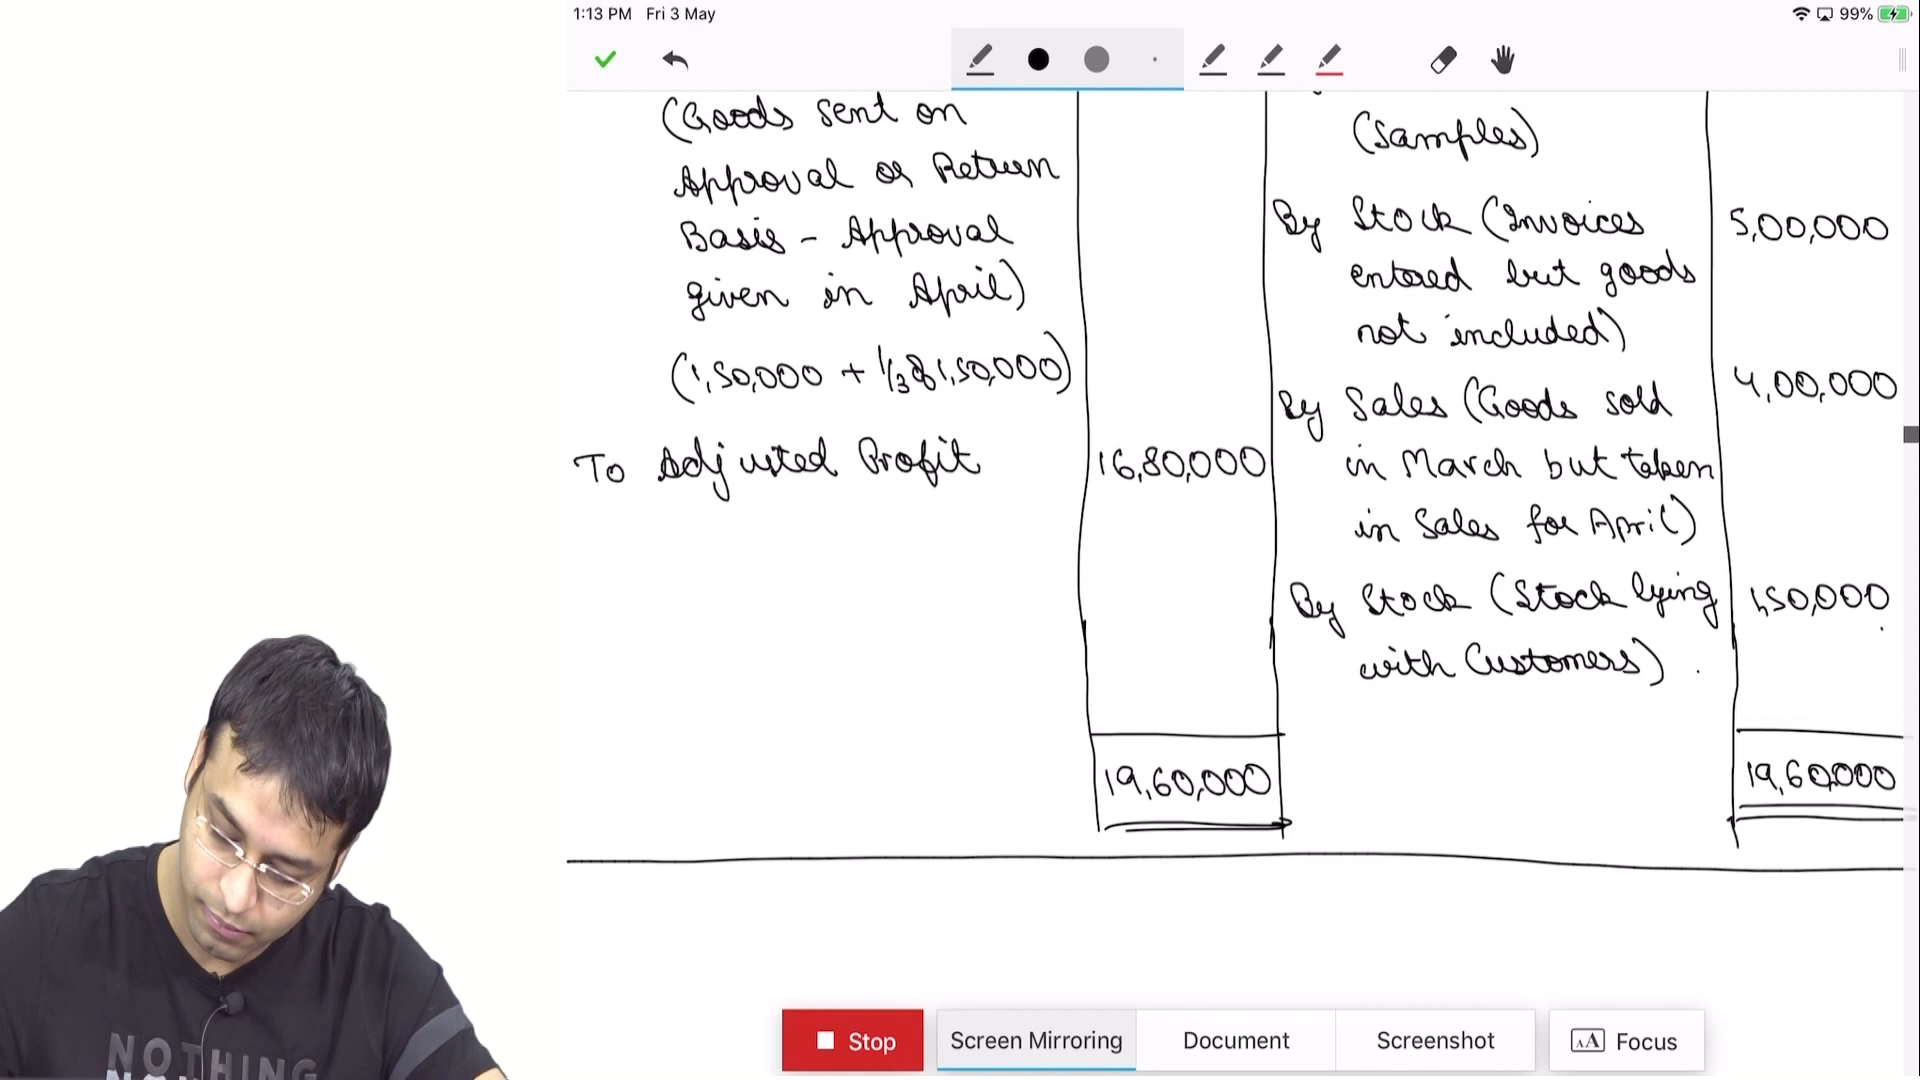 1:13 PM Fri 3 May
99%
(Goods sent on
Approval or Return
Basis - Approval
given in April)
(1,50,000 + 1/3 of 1,50,000)
To Adjusted Profit 16,80,000
19,60,000
(Samples)
By Stock (Invoices 5,00,000
entered but goods
not included)
By Sales (Goods sold 4,00,000
in March but taken
in Sales for April)
By Stock (Stock lying 1,50,000
with Customers)
19,60,000
NOTHING
Stop
Screen Mirroring
Document
Screenshot
AA Focus